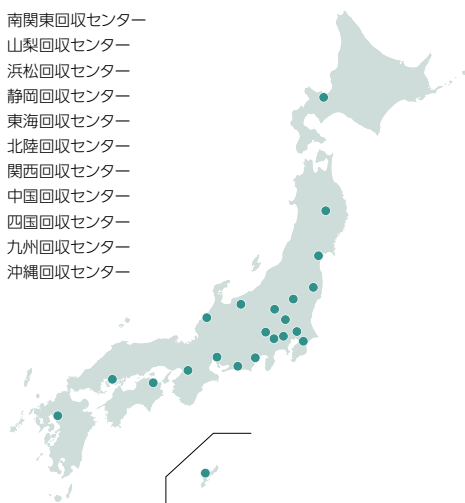 南関東回収センター
山梨回収センター
浜松回収センター
静岡回収センター
東海回収センター
北陸回収センター
関西回収センター
中国回収センター
四国回収センター
九州回収センター
沖縄回収センター